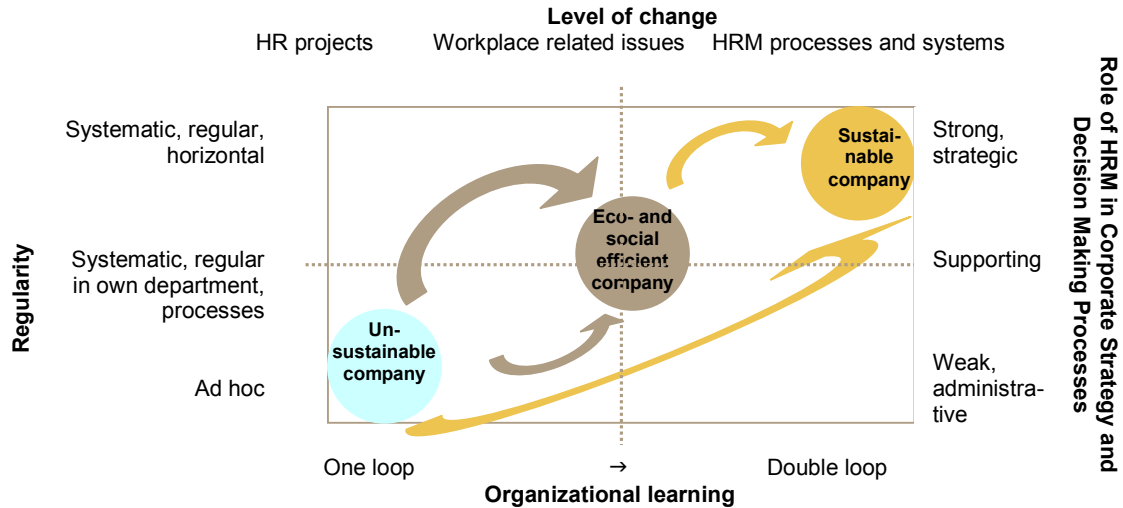 Level of change
HR projects
Workplace related issues
HRM processes and systems
Regularity
Systematic, regular,
horizontal
Systematic, regular
in own department,
processes
Ad hoc
Sustai-
nable
company
Eco- and
social
efficient
company
Un-
sustainable
company
Strong,
strategic
Supporting
Weak,
administra-
tive
Role of HRM in Corporate Strategy and
Decision Making Processes
One loop
→
Double loop
Organizational learning